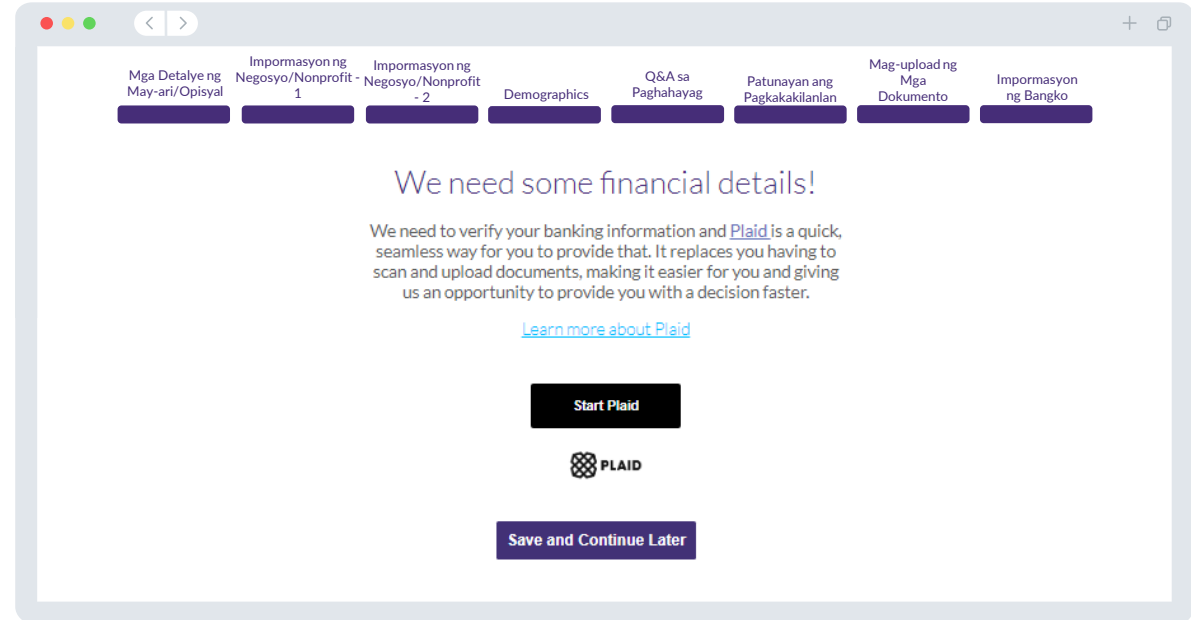 Mga Detalye ng
May-ari/Opisyal
Impormasyon ng
Negosyo/Nonprofit -
1
Impormasyon ng
Negosyo/Nonprofit
- 2
Demographics
Q&A sa
Paghahayag
Patunayan ang
Pagkakakilanlan
Mag-upload ng
Mga
Dokumento
Impormasyon
ng Bangko
We need some financial details!
We need to verify your banking information and Plaid is a quick,
seamless way for you to provide that. It replaces you having to
scan and upload documents, making it easier for you and giving
us an opportunity to provide you with a decision faster.
Learn more about Plaid
Start Plaid
PLAID
Save and Continue Later